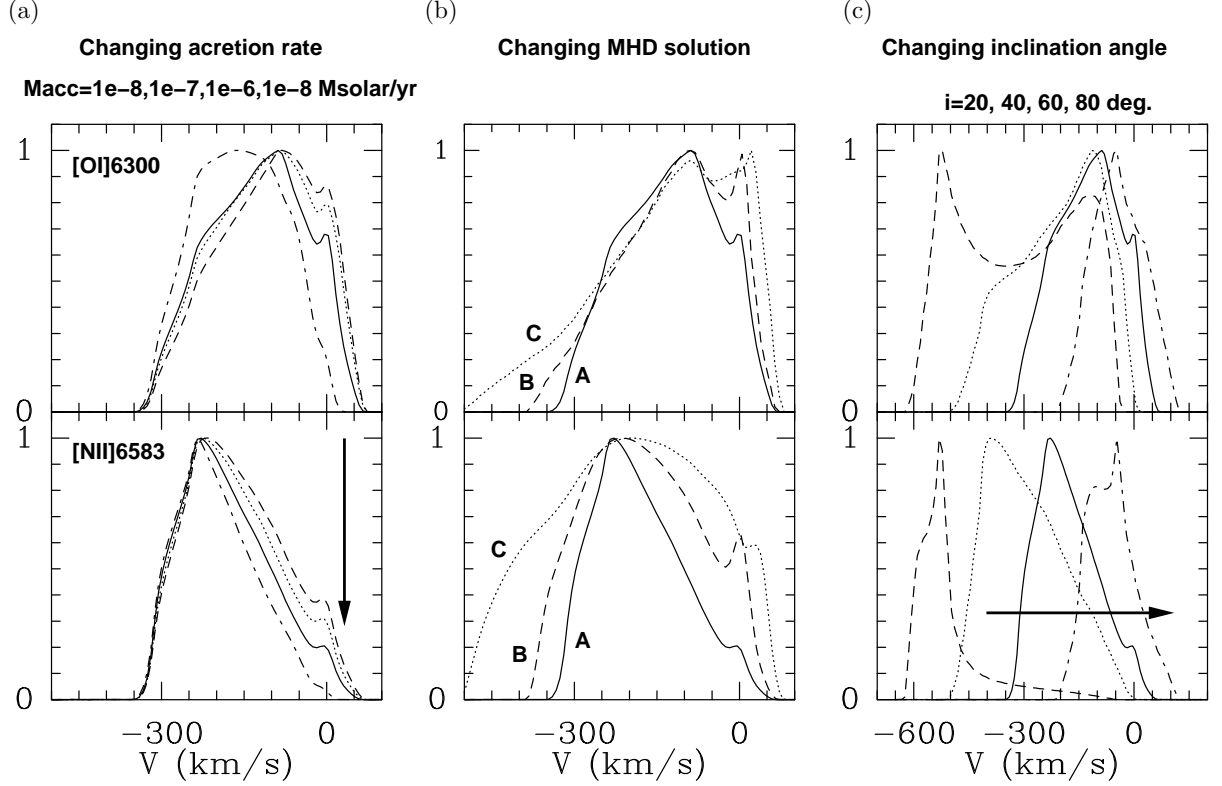 (a)
Changing acretion rate
Macc=1e−8,1e−7,1e−6,1e−8 Msolar/yr
1
[OI]6300
0
1
[NII]6583
0
−300 0
V (km/s)
(b)
Changing MHD solution
1
C
B
A
0
1
C
B
A
0
−300 0
V (km/s)
(c)
Changing inclination angle
i=20, 40, 60, 80 deg.
1
0
1
0
−600 −300 0
V (km/s)